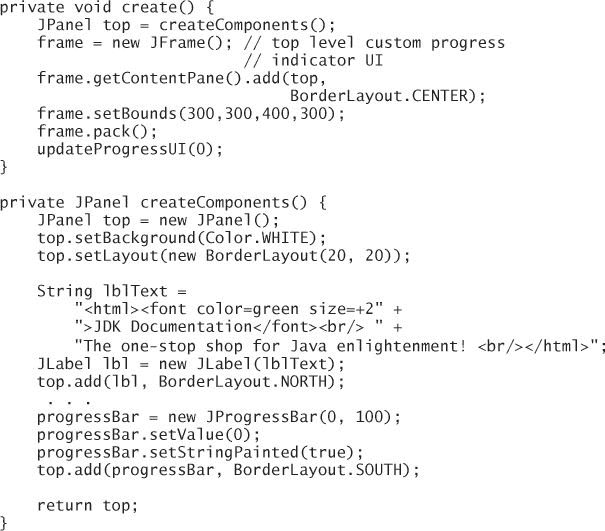 private void create() {
    JPanel top = createComponents();
    frame = new JFrame(); // top level custom progress
                          // indicator UI
    frame.getContentPane().add(top,
                               BorderLayout.CENTER);
    frame.setBounds(300,300,400,300);
    frame.pack();
    updateProgressUI(0);
}

private JPanel createComponents() {
    JPanel top = new JPanel();
    top.setBackground(Color.WHITE);
    top.setLayout(new BorderLayout(20, 20));

    String lblText =
        "<html><font color=green size=+2" +
        ">JDK Documentation</font><br/> " +
        "The one-stop shop for Java enlightenment! <br/></html>";
    JLabel lbl = new JLabel(lblText);
    top.add(lbl, BorderLayout.NORTH);
     . . .
    progressBar = new JProgressBar(0, 100);
    progressBar.setValue(0);
    progressBar.setStringPainted(true);
    top.add(progressBar, BorderLayout.SOUTH);

    return top;
}